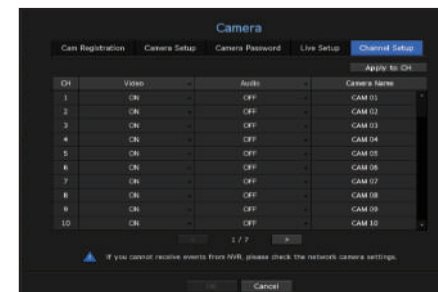 Camera
Cam Registration Camera Setup Camera Password Live Setup Channel Setup
Apply to CH
CH Video Audio Camera Name
1 ON OFF CAM 01
2 ON OFF CAM 02
3 ON OFF CAM 03
4 ON OFF CAM 04
5 ON OFF CAM 05
6 ON OFF CAM 06
7 ON OFF CAM 07
8 ON OFF CAM 08
9 ON OFF CAM 09
10 ON OFF CAM 10
1 / 7 >
If you cannot receive events from NVR, please check the network camera settings.
OK Cancel